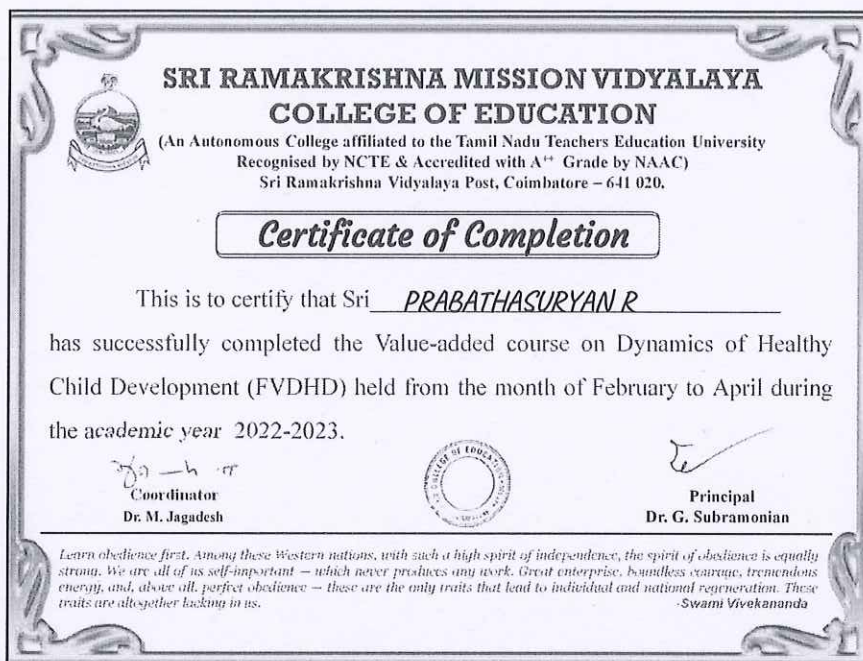 SRI RAMAKRISHNA MISSION VIDYALAYA
COLLEGE OF EDUCATION
(An Autonomous College affiliated to the Tamil Nadu Teachers Education University
Recognised by NCTE & Accredited with A++ Grade by NAAC)
Sri Ramakrishna Vidyalaya Post, Coimbatore – 641 020.
Certificate of Completion
This is to certify that Sri PRABATHASURYAN R
has successfully completed the Value-added course on Dynamics of Healthy
Child Development (FVDHD) held from the month of February to April during
the academic year 2022-2023.
COLLEGE OF EDUCATION
Coordinator
Dr. M. Jagadesh
Principal
Dr. G. Subramonian
Learn obedience first. Among these Western nations, with such a high spirit of independence, the spirit of obedience is equally
strong. We are all of us self-important — which never produces any work. Great enterprise, boundless courage, tremendous
energy, and, above all, perfect obedience — these are the only traits that lead to individual and national regeneration. These
traits are altogether lacking in us.
-Swami Vivekananda